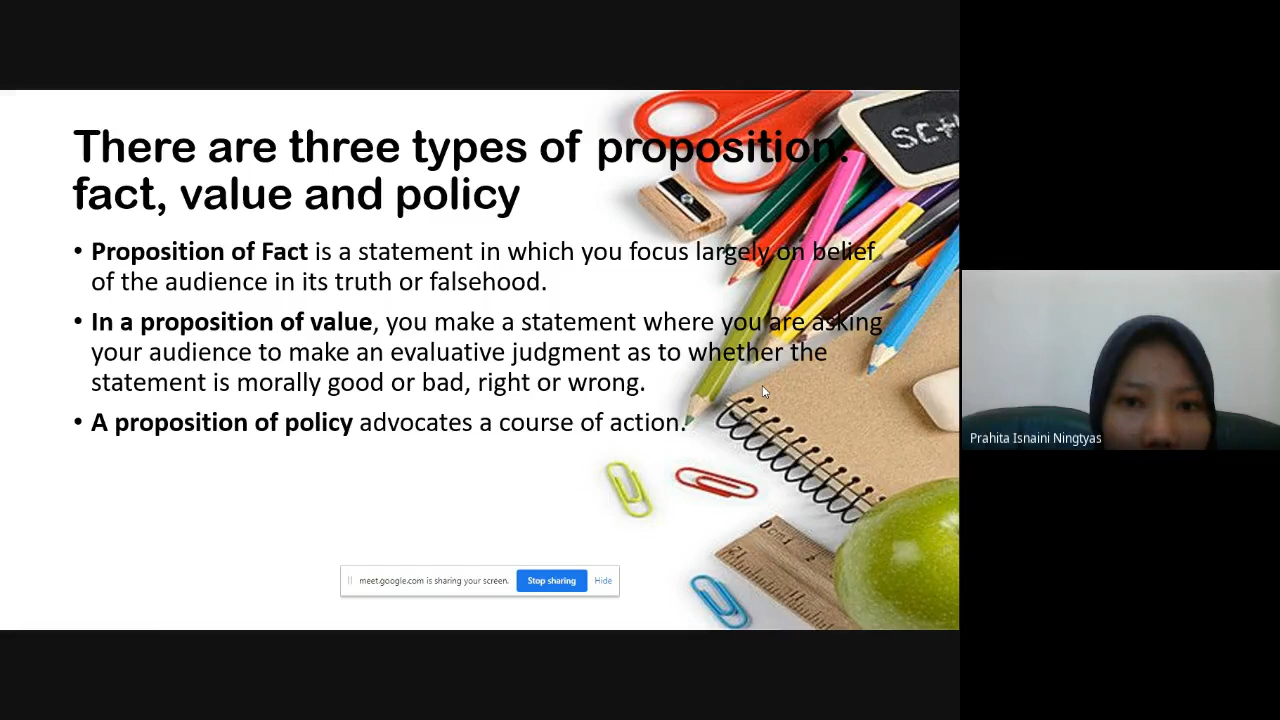 There are three types of proposition:
fact, value and policy
• Proposition of Fact is a statement in which you focus largely on belief
of the audience in its truth or falsehood.
• In a proposition of value, you make a statement where you are asking
your audience to make an evaluative judgment as to whether the
statement is morally good or bad, right or wrong.
• A proposition of policy advocates a course of action.
meet.google.com is sharing your screen. Stop sharing Hide
Prahita Isnaini Ningtyas